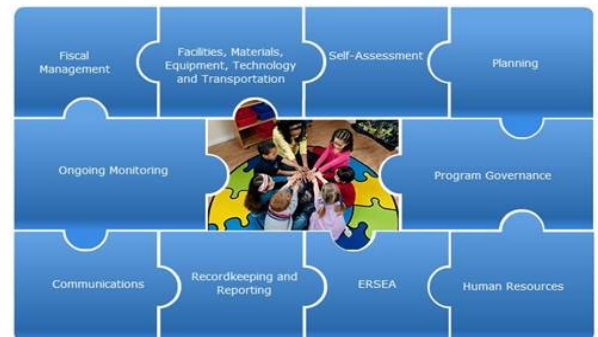 Fiscal
Management
Facilities, Materials,
Equipment, Technology
and Transportation
Self-Assessment
Planning
Ongoing Monitoring
Program Governance
Communications
Recordkeeping and
Reporting
ERSEA
Human Resources